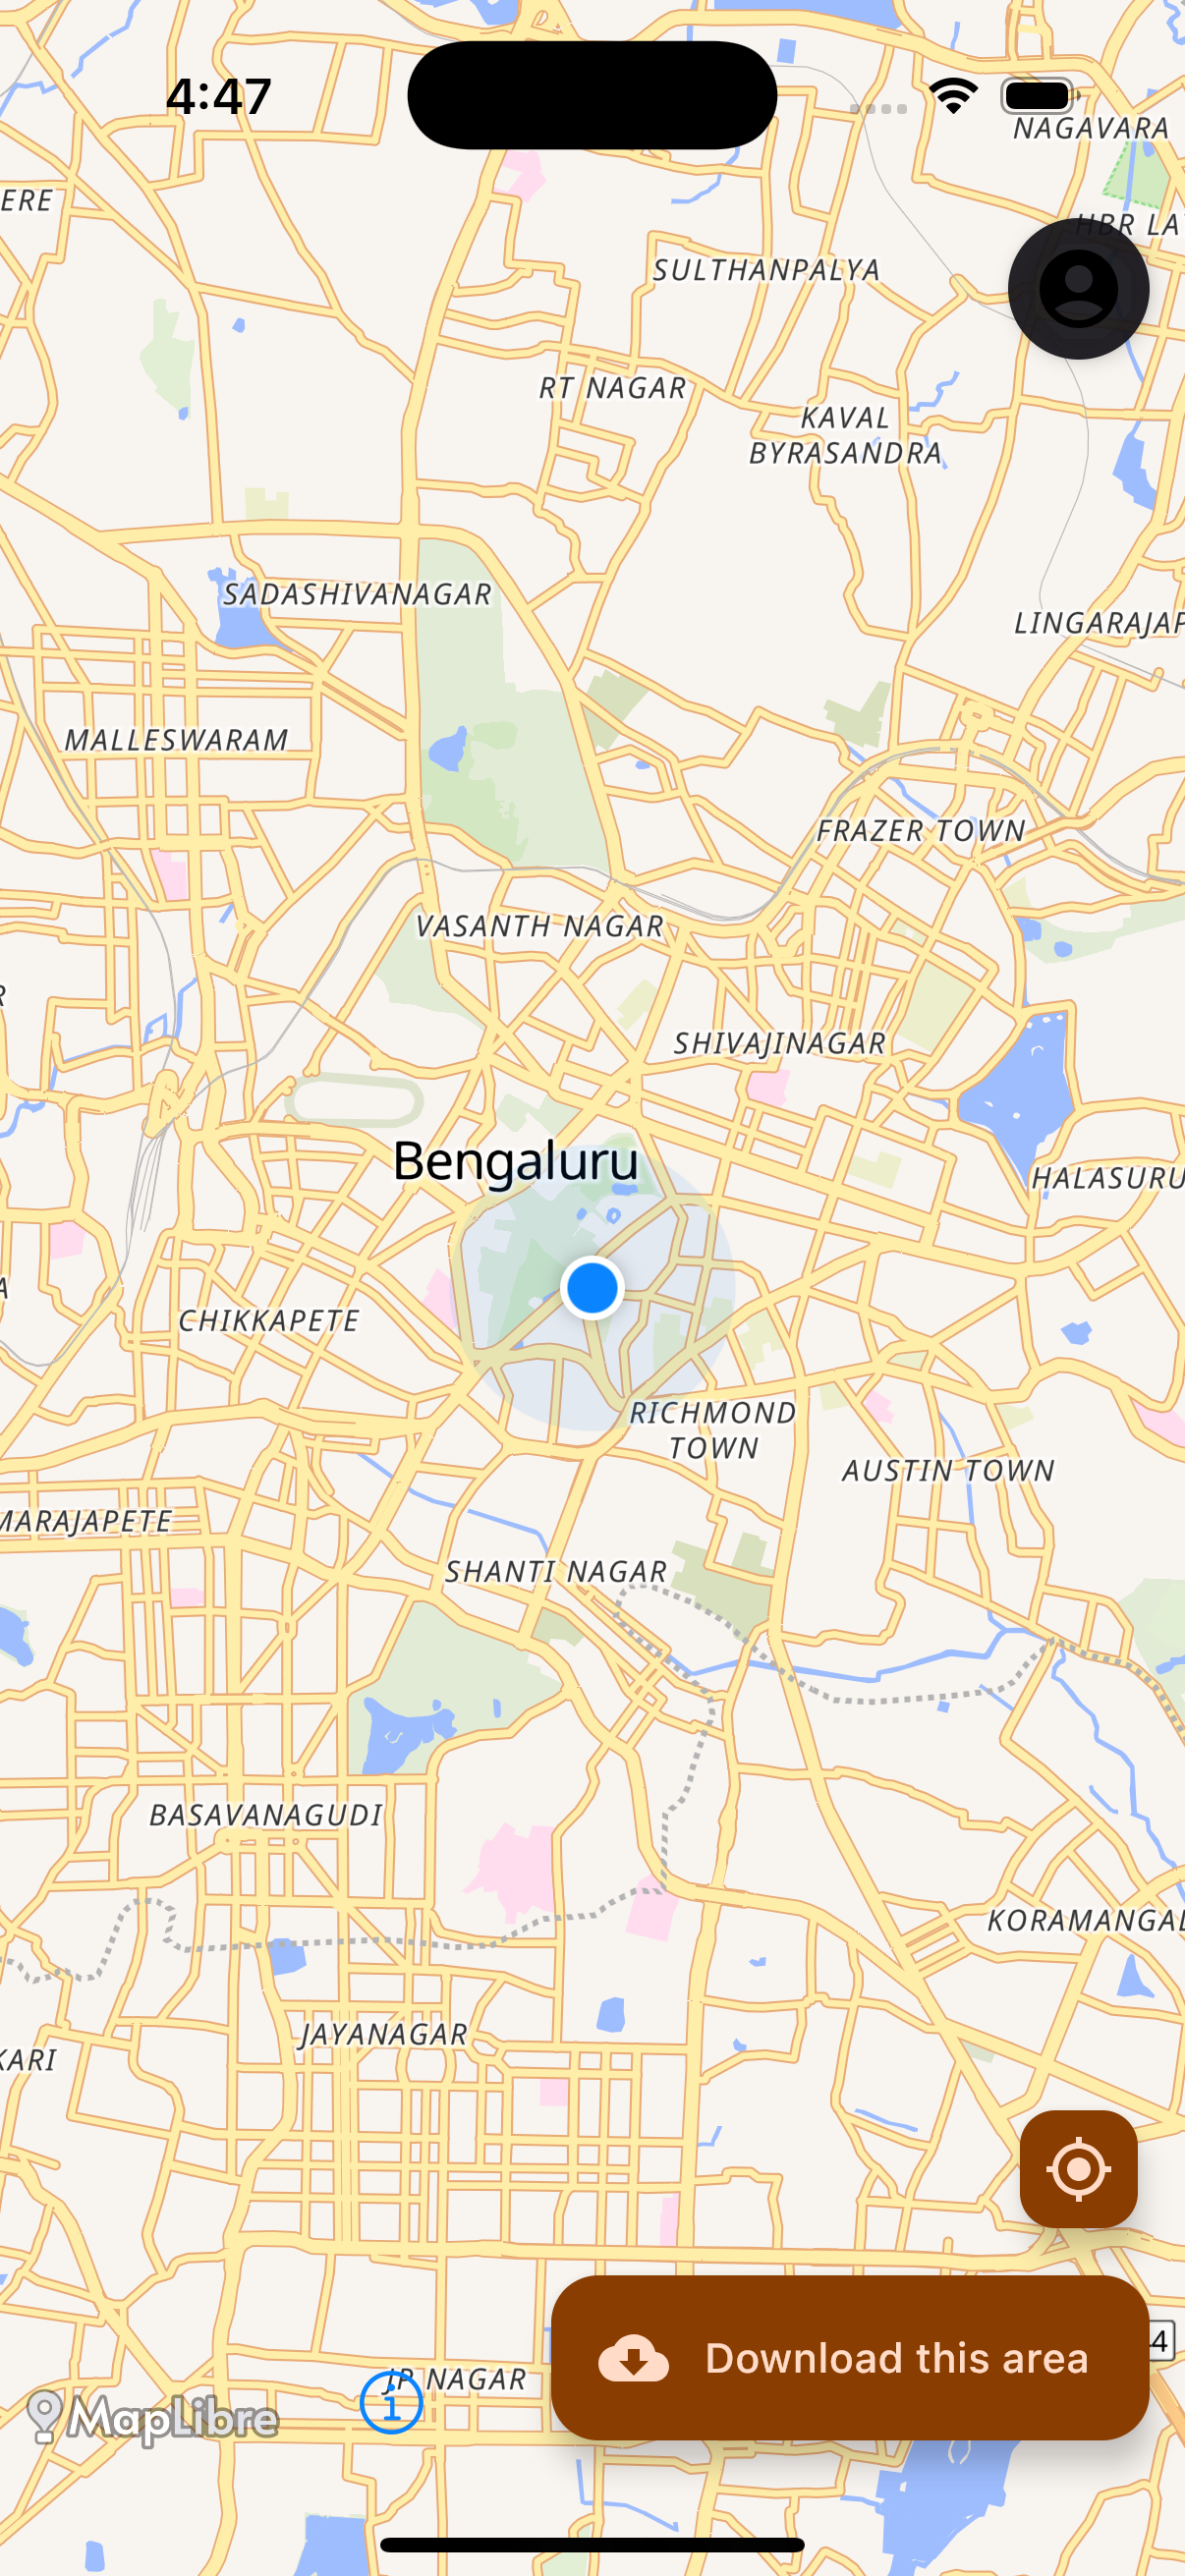 4:47
NAGAVARA
ERE
HBR LA
SULTHANPALYA
RT NAGAR
KAVAL
BYRASANDRA
SADASHIVANAGAR
LINGARAJAP
MALLESWARAM
FRAZER TOWN
VASANTH NAGAR
R
SHIVAJINAGAR
Bengaluru
HALASURU
A
CHIKKAPETE
RICHMOND
TOWN
AUSTIN TOWN
MARAJAPETE
SHANTI NAGAR
BASAVANAGUDI
KORAMANGAL
JAYANAGAR
KARI
4
Download this area
JP NAGAR
MapLibre